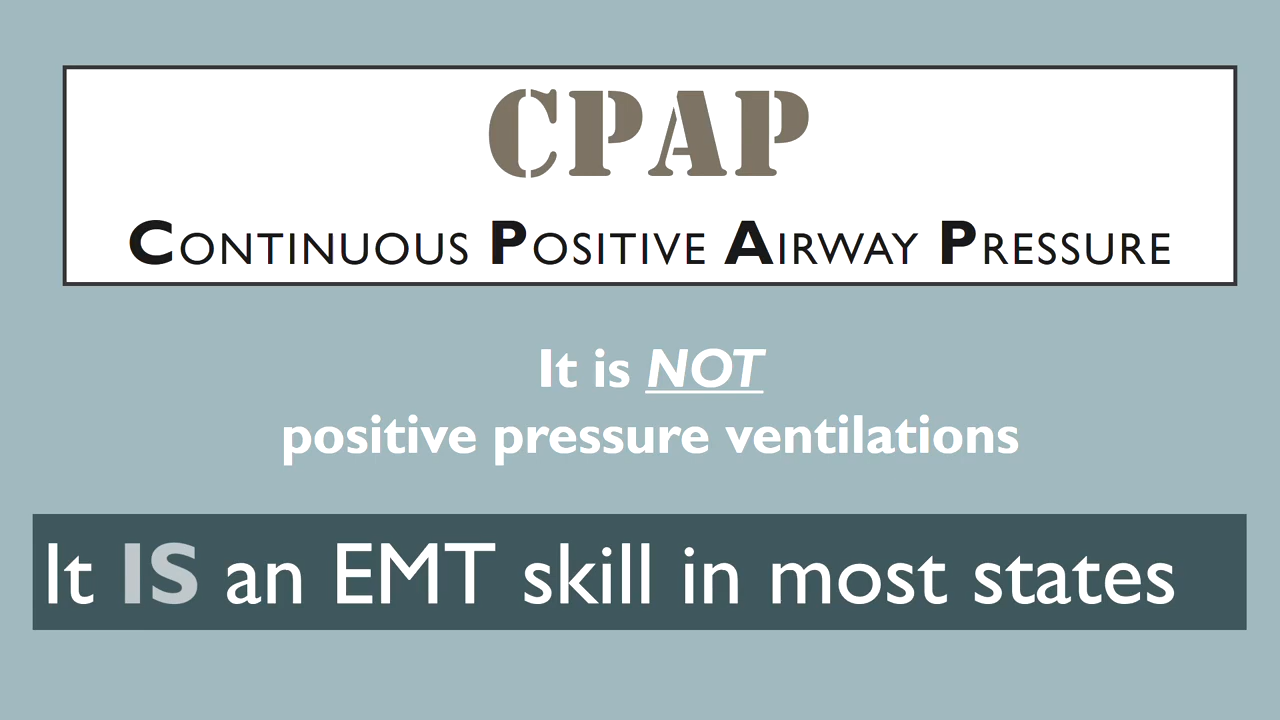 CPAP
CONTINUOUS POSITIVE AIRWAY PRESSURE
It is NOT
positive pressure ventilations
It IS an EMT skill in most states